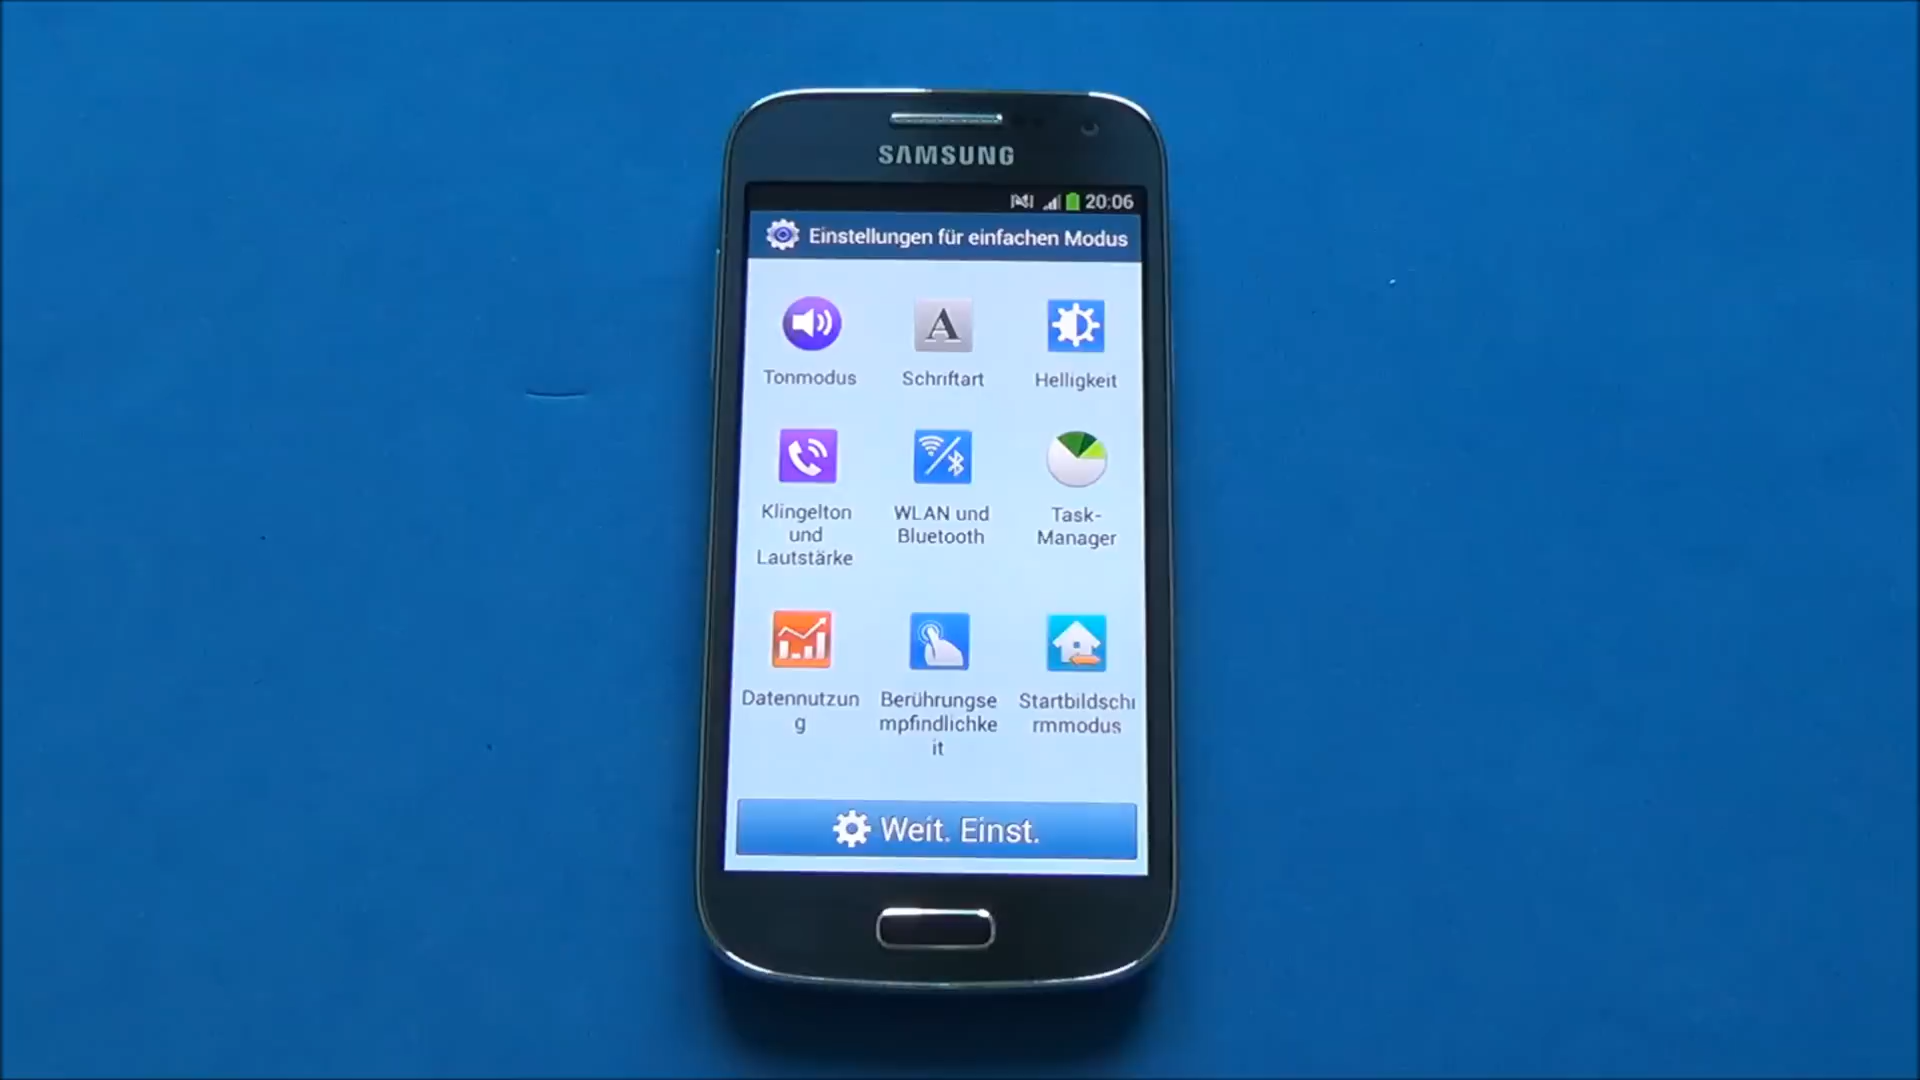 SAMSUNG
20:06
Einstellungen für einfachen Modus
Tonmodus
Schriftart
Helligkeit
Klingelton
und
Lautstärke
WLAN und
Bluetooth
Task-
Manager
Datennutzun
g
Berührungse
mpfindlichke
it
Startbildschi
rmmodus
Weit. Einst.